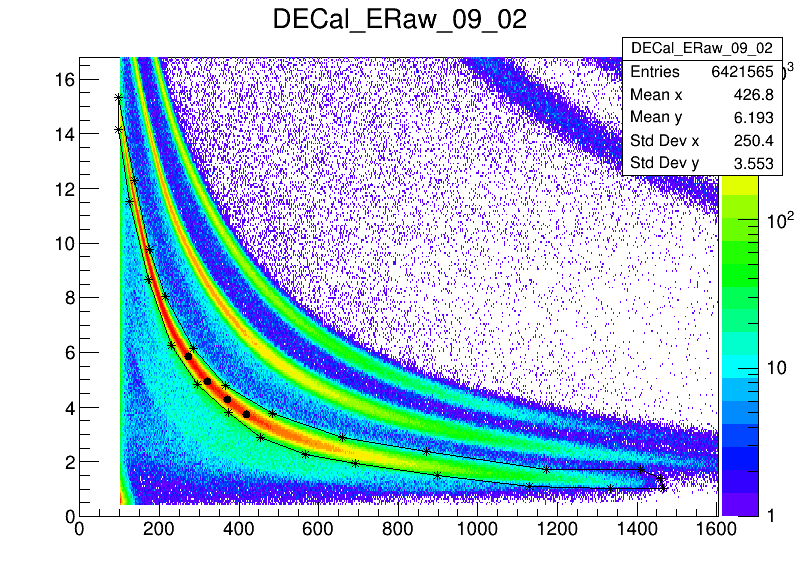 DECal_ERaw_09_02
DECal_ERaw_09_02
Entries 6421565
Mean x 426.8
Mean y 6.193
Std Dev x 250.4
Std Dev y 3.553
16
14
12
10
8
6
4
2
0
0 200 400 600 800 1000 1200 1400 1600
10²
10
1